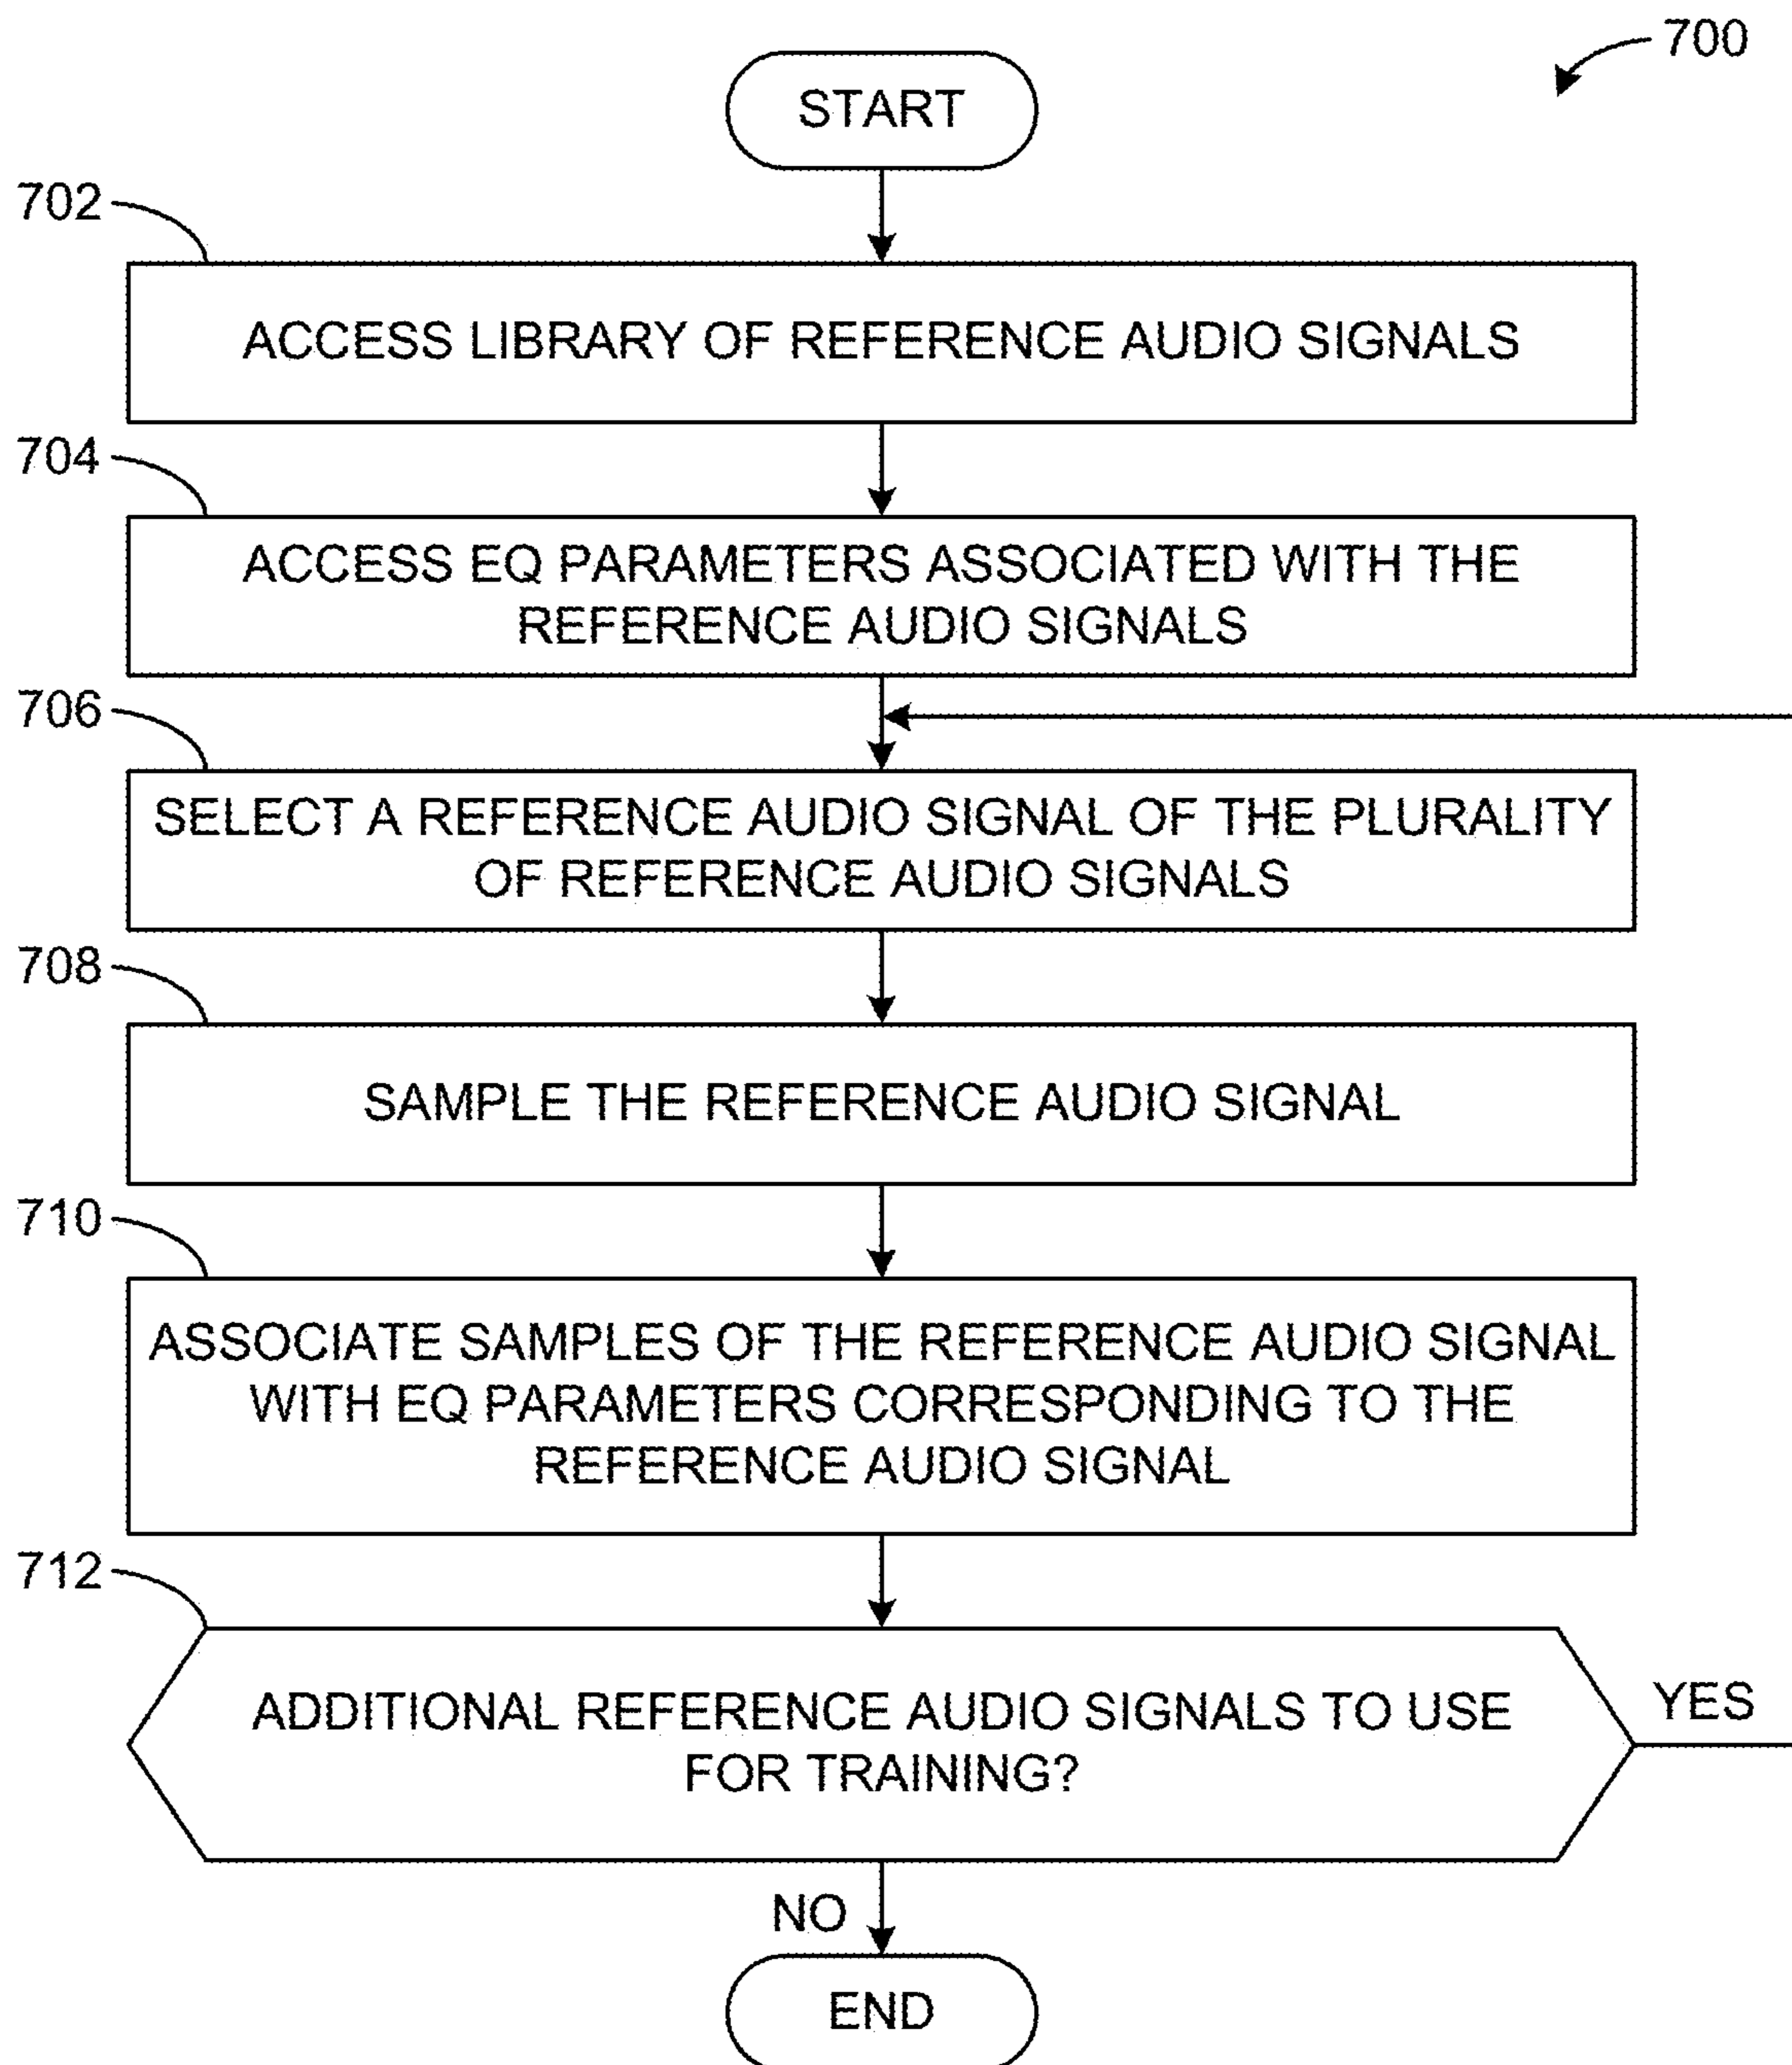 700
START
702
ACCESS LIBRARY OF REFERENCE AUDIO SIGNALS
704
ACCESS EQ PARAMETERS ASSOCIATED WITH THE
REFERENCE AUDIO SIGNALS
706
SELECT A REFERENCE AUDIO SIGNAL OF THE PLURALITY
OF REFERENCE AUDIO SIGNALS
708
SAMPLE THE REFERENCE AUDIO SIGNAL
710
ASSOCIATE SAMPLES OF THE REFERENCE AUDIO SIGNAL
WITH EQ PARAMETERS CORRESPONDING TO THE
REFERENCE AUDIO SIGNAL
712
ADDITIONAL REFERENCE AUDIO SIGNALS TO USE
FOR TRAINING?
YES
NO
END